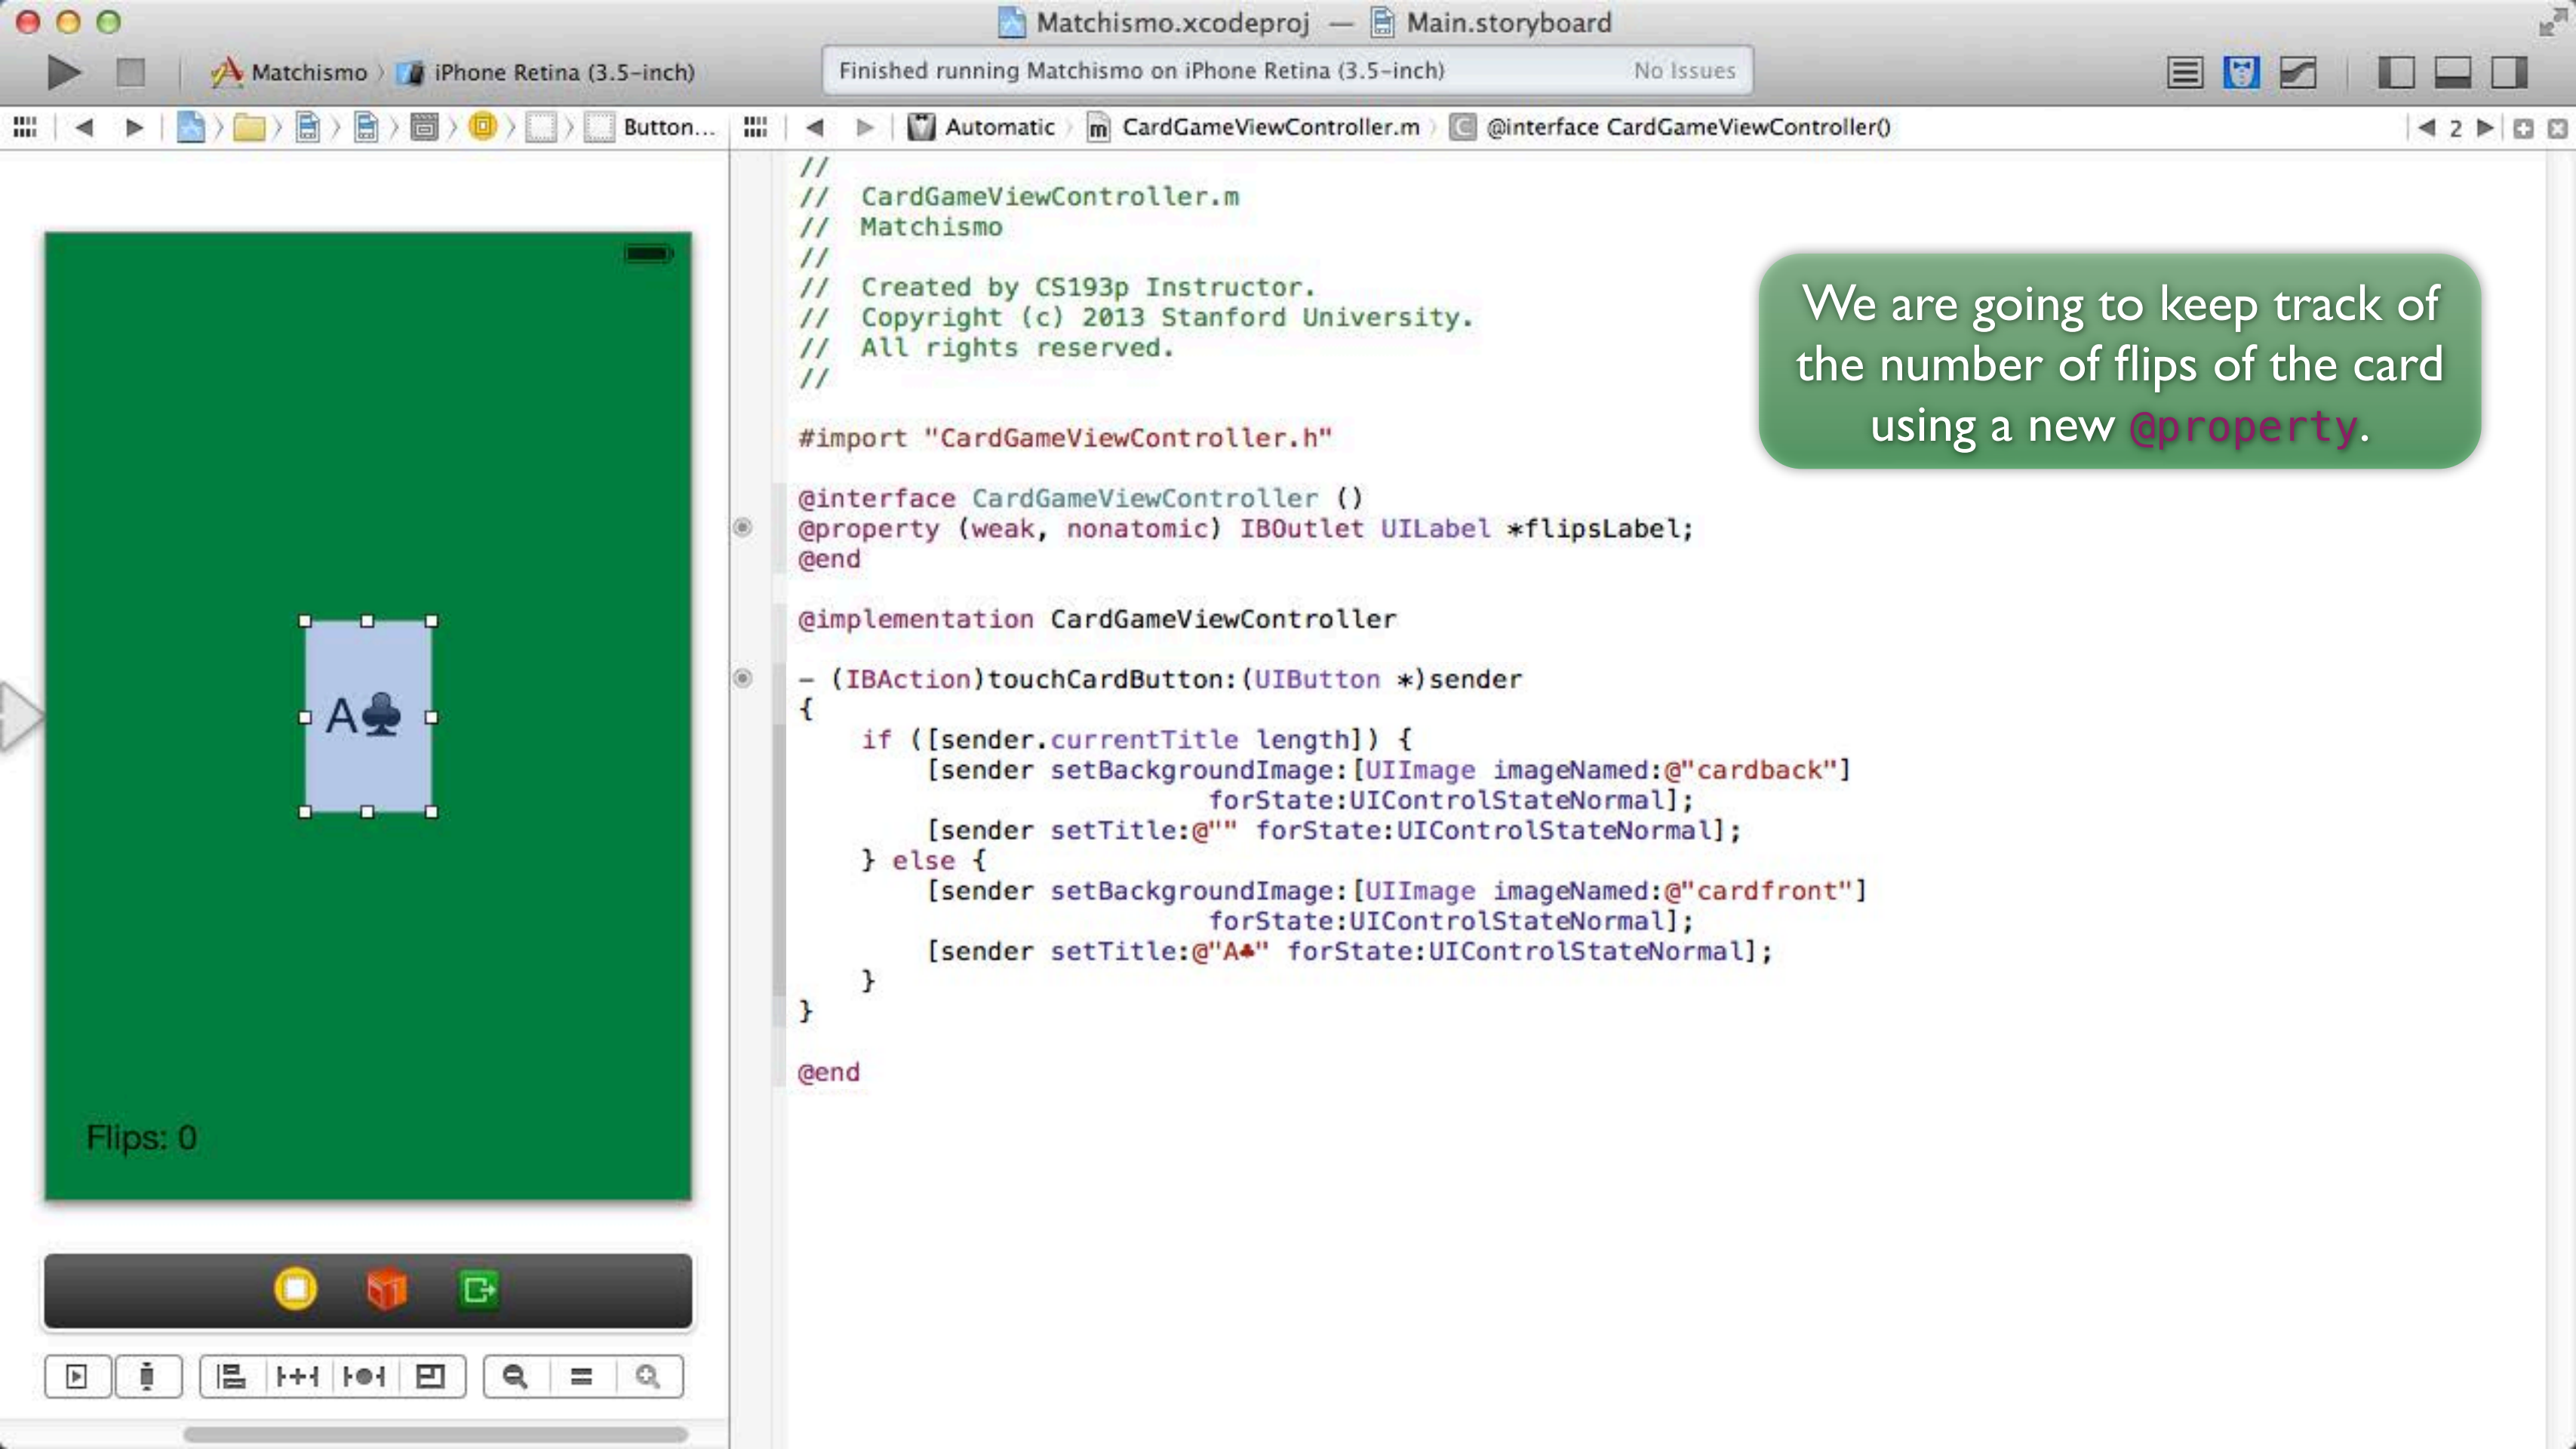 Matchismo.xcodeproj — Main.storyboard
Matchismo iPhone Retina (3.5-inch)
Finished running Matchismo on iPhone Retina (3.5-inch) No Issues
Button...
Automatic CardGameViewController.m @interface CardGameViewController()
2
A♣
Flips: 0
//
// CardGameViewController.m
// Matchismo
//
// Created by CS193p Instructor.
// Copyright (c) 2013 Stanford University.
// All rights reserved.
//
#import "CardGameViewController.h"
@interface CardGameViewController ()
@property (weak, nonatomic) IBOutlet UILabel *flipsLabel;
@end
@implementation CardGameViewController
- (IBAction)touchCardButton:(UIButton *)sender
{
if ([sender.currentTitle length]) {
[sender setBackgroundImage:[UIImage imageNamed:@"cardback"]
forState:UIControlStateNormal];
[sender setTitle:@"" forState:UIControlStateNormal];
} else {
[sender setBackgroundImage:[UIImage imageNamed:@"cardfront"]
forState:UIControlStateNormal];
[sender setTitle:@"A♣" forState:UIControlStateNormal];
}
}
@end
We are going to keep track of
the number of flips of the card
using a new @property.